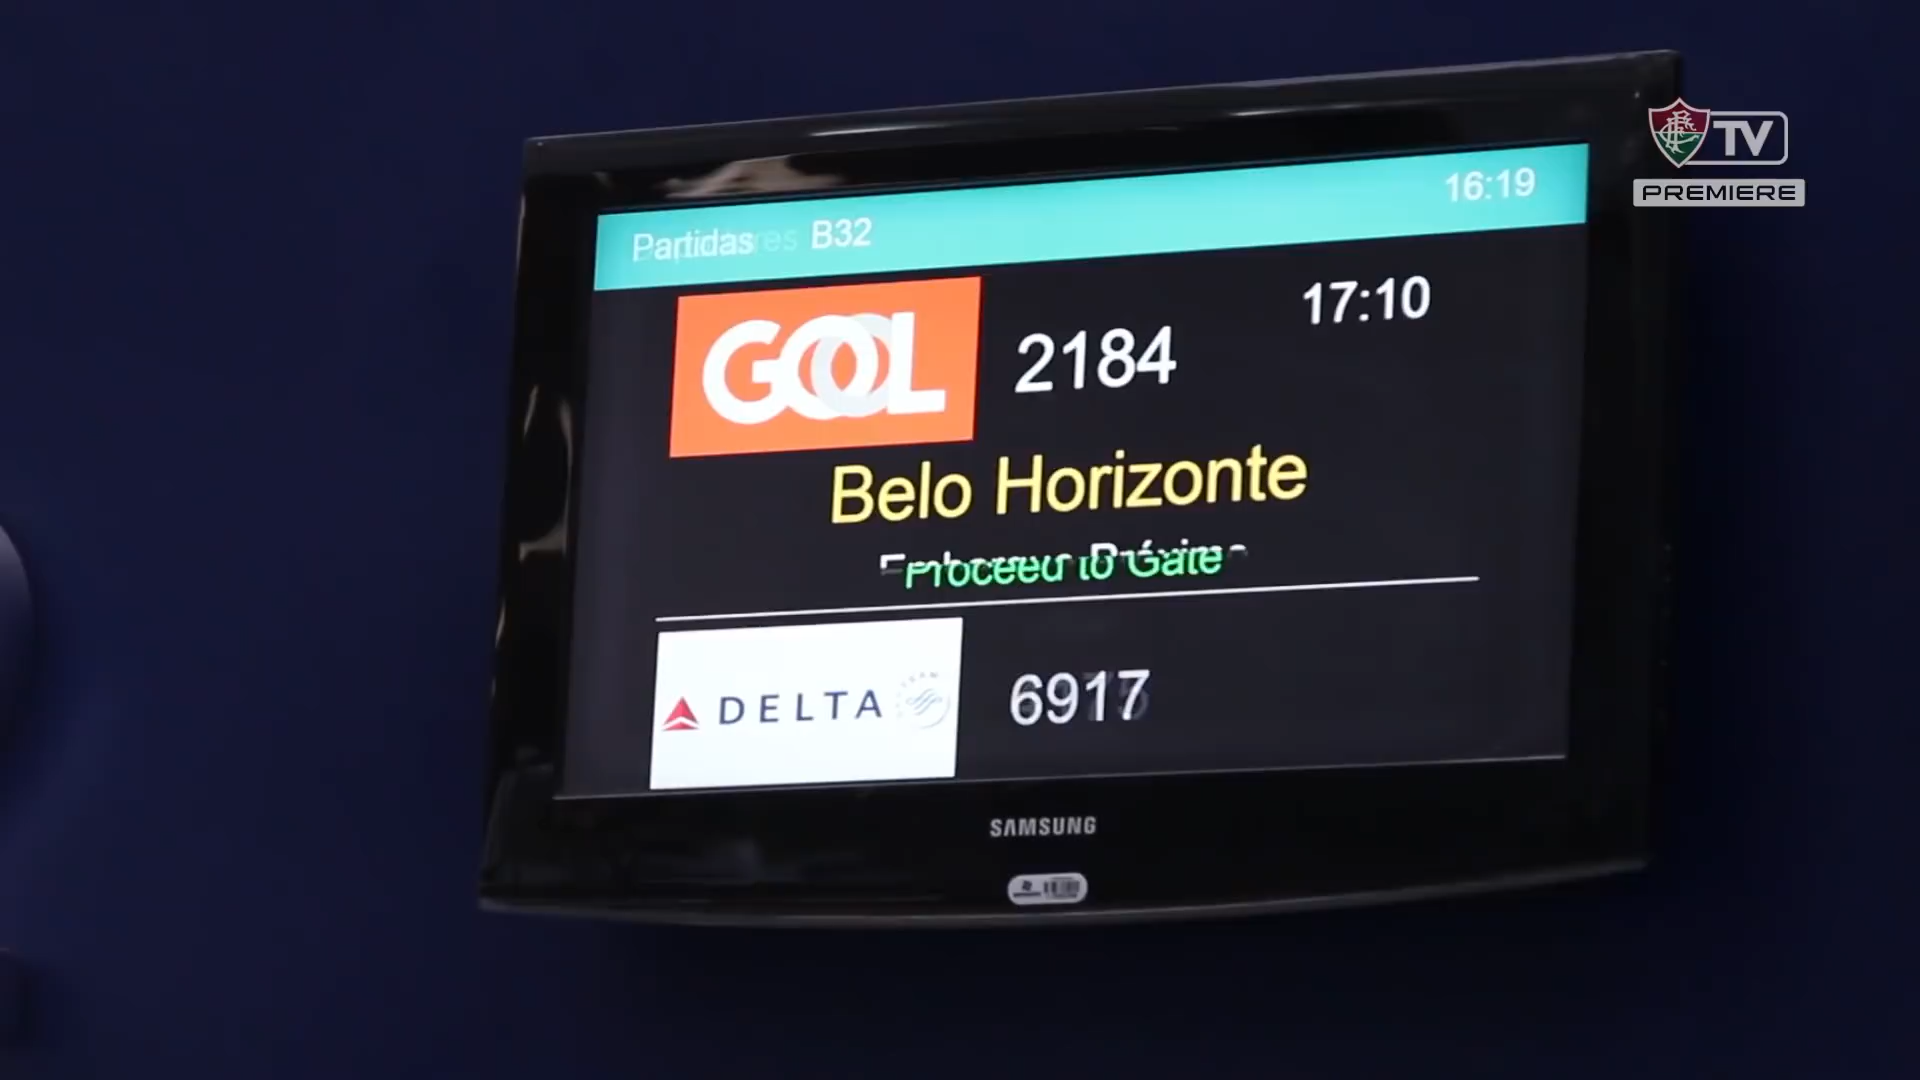 TV
PREMIERE
Partidas B32 16:19
GOL 2184 17:10
Belo Horizonte
Proceed to Gate
DELTA 6917
SAMSUNG